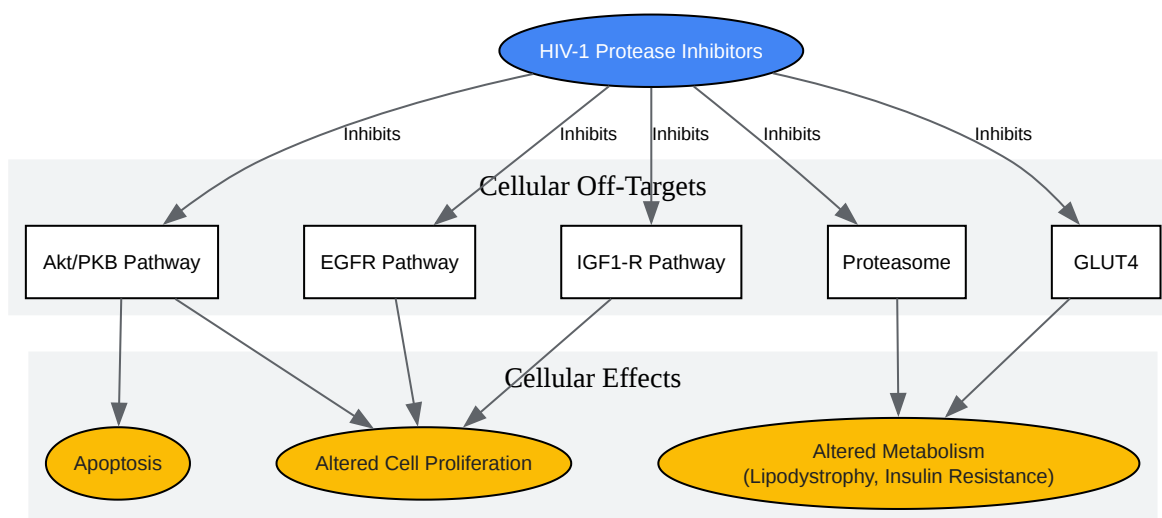 HIV-1 Protease Inhibitors
Inhibits
Inhibits
Inhibits
Inhibits
Inhibits
Cellular Off-Targets
Akt/PKB Pathway
EGFR Pathway
IGF1-R Pathway
Proteasome
GLUT4
Cellular Effects
Apoptosis
Altered Cell Proliferation
Altered Metabolism
(Lipodystrophy, Insulin Resistance)